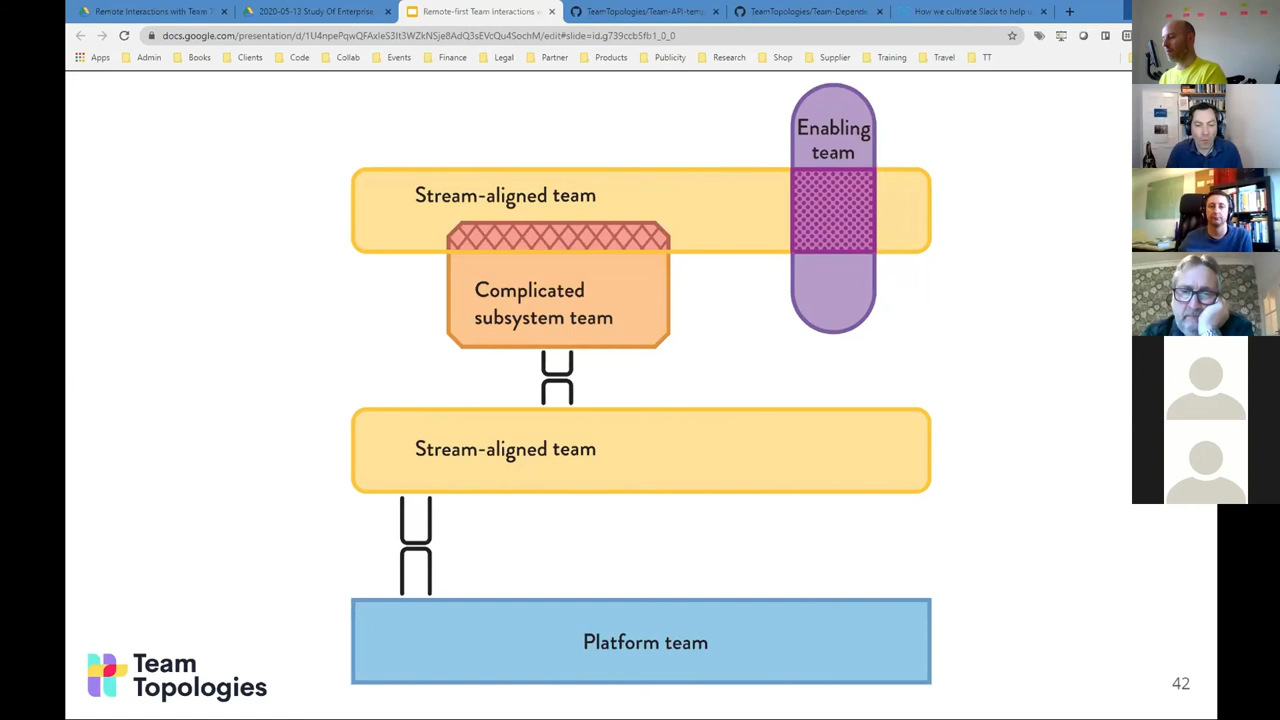 Remote Interactions with Team T
2020-05-13 Study Of Enterprise
Remote-first Team Interactions w
TeamTopologies/Team-API-temp
TeamTopologies/Team-Depende
How we cultivate Slack to help u
docs.google.com/presentation/d/1U4npePqwQFAxleS3It3WZkNSje8AdQ3sEVcQu4SochM/edit#slide=id.g739ccb5fb1_0_0
Apps
Admin
Books
Clients
Code
Collab
Events
Finance
Legal
Partner
Products
Publicity
Research
Shop
Supplier
Training
Travel
TT
Enabling
team
Stream-aligned team
Complicated
subsystem team
Stream-aligned team
Platform team
Team
Topologies
42